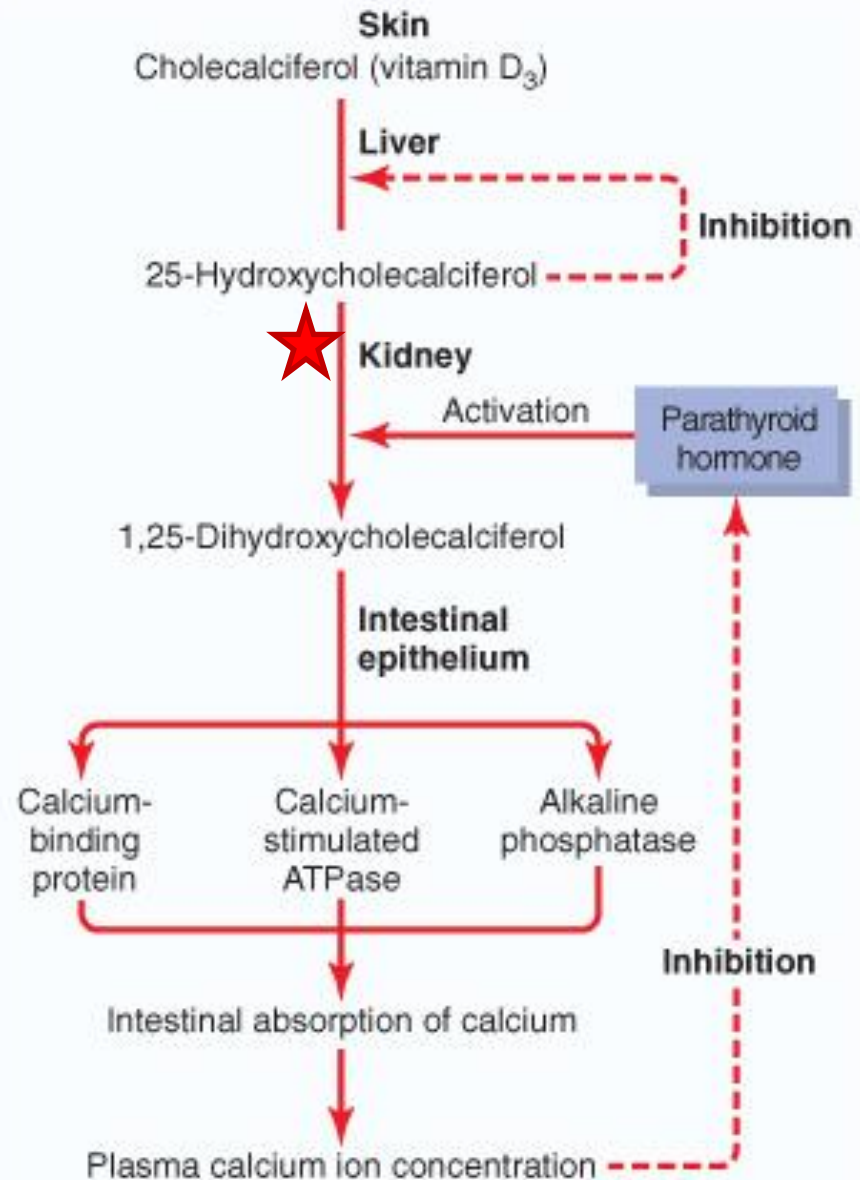 Skin
Cholecalciferol (vitamin D₃)
Liver
Inhibition
25-Hydroxycholecalciferol
Kidney
Activation
Parathyroid
hormone
1,25-Dihydroxycholecalciferol
Intestinal
epithelium
Calcium-
binding
protein
Calcium-
stimulated
ATPase
Alkaline
phosphatase
Inhibition
Intestinal absorption of calcium
Plasma calcium ion concentration